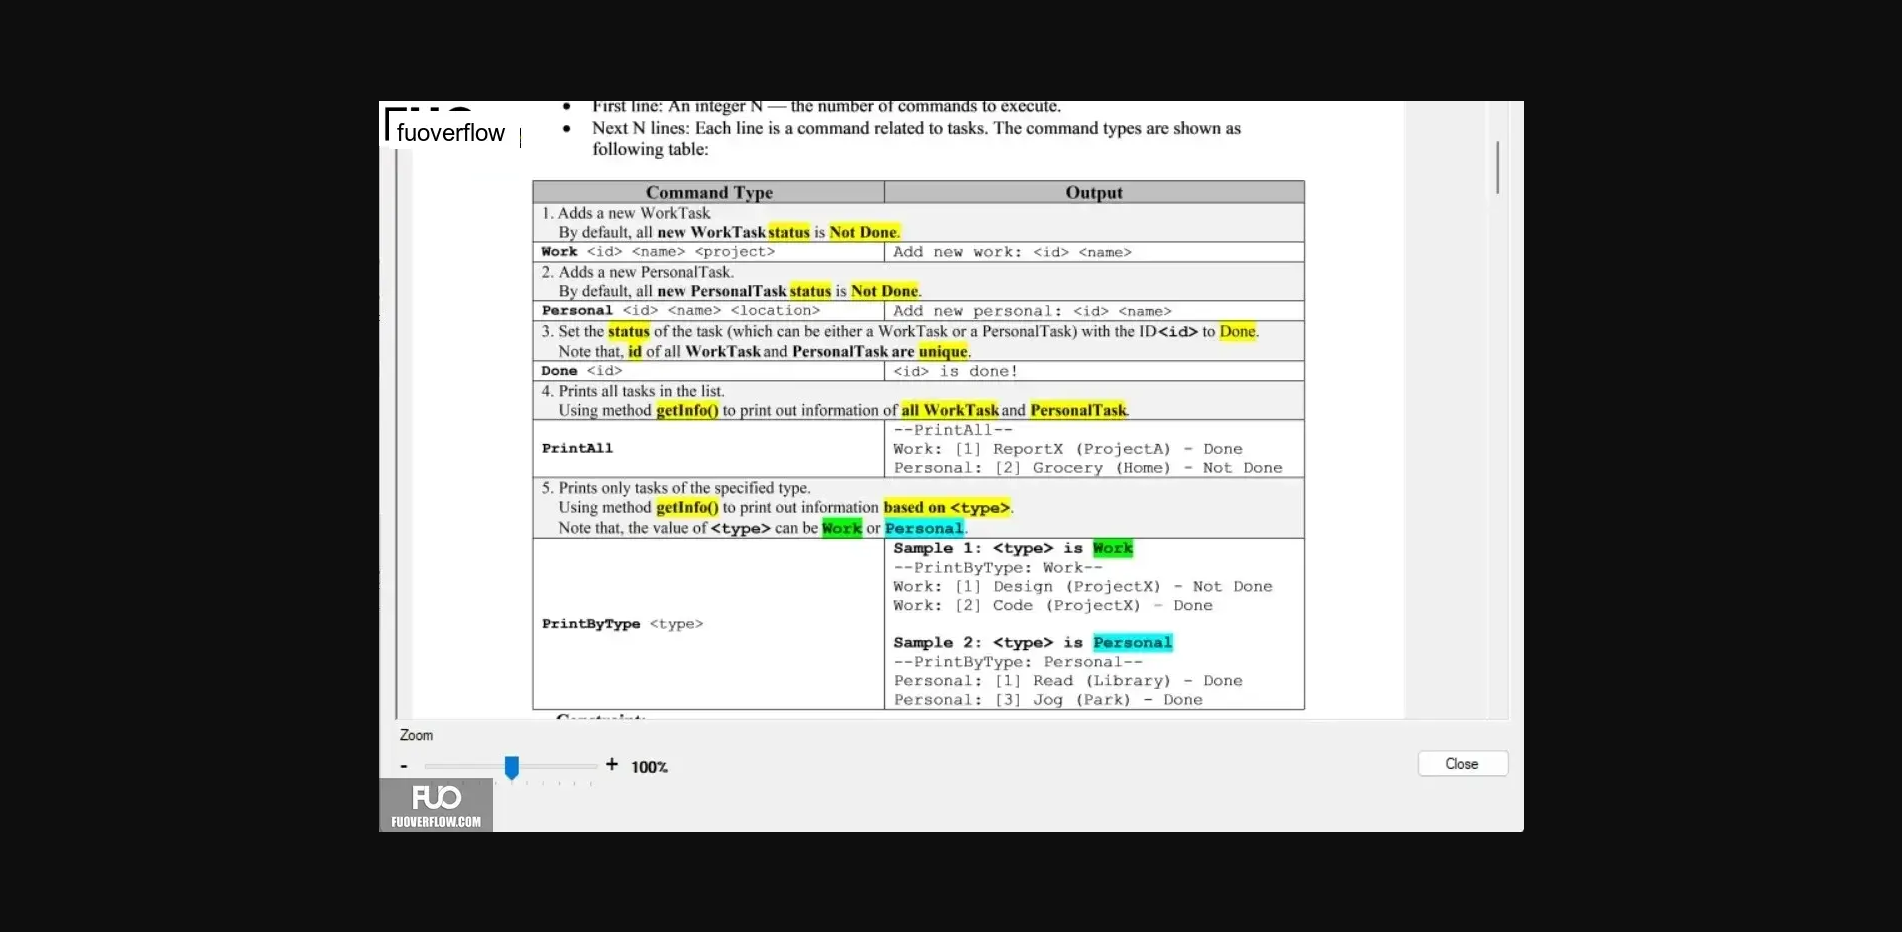 fuoverflow
• First line: An integer N — the number of commands to execute.
• Next N lines: Each line is a command related to tasks. The command types are shown as
following table:
Command Type Output
1. Adds a new WorkTask
By default, all new WorkTask status is Not Done.
Work <id> <name> <project> Add new work: <id> <name>
2. Adds a new PersonalTask.
By default, all new PersonalTask status is Not Done.
Personal <id> <name> <location> Add new personal: <id> <name>
3. Set the status of the task (which can be either a WorkTask or a PersonalTask) with the ID <id> to Done.
Note that, id of all WorkTask and PersonalTask are unique.
Done <id> <id> is done!
4. Prints all tasks in the list.
Using method getInfo() to print out information of all WorkTask and PersonalTask.
PrintAll
--PrintAll--
Work: [1] ReportX (ProjectA) - Done
Personal: [2] Grocery (Home) - Not Done
5. Prints only tasks of the specified type.
Using method getInfo() to print out information based on <type>.
Note that, the value of <type> can be Work or Personal.
PrintByType <type>
Sample 1: <type> is Work
--PrintByType: Work--
Work: [1] Design (ProjectX) - Not Done
Work: [2] Code (ProjectX) - Done
Sample 2: <type> is Personal
--PrintByType: Personal--
Personal: [1] Read (Library) - Done
Personal: [3] Jog (Park) - Done
Zoom
- + 100%
Close
FUO
FUOVERFLOW.COM